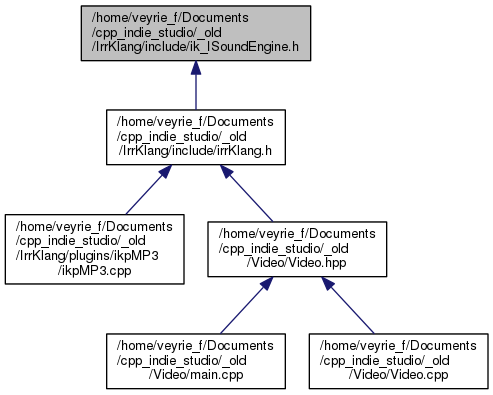 /home/veyrie_f/Documents
/cpp_indie_studio/_old
/IrrKlang/include/ik_ISoundEngine.h
/home/veyrie_f/Documents
/cpp_indie_studio/_old
/IrrKlang/include/irrKlang.h
/home/veyrie_f/Documents
/cpp_indie_studio/_old
/IrrKlang/plugins/ikpMP3
/ikpMP3.cpp
/home/veyrie_f/Documents
/cpp_indie_studio/_old
/Video/Video.hpp
/home/veyrie_f/Documents
/cpp_indie_studio/_old
/Video/main.cpp
/home/veyrie_f/Documents
/cpp_indie_studio/_old
/Video/Video.cpp